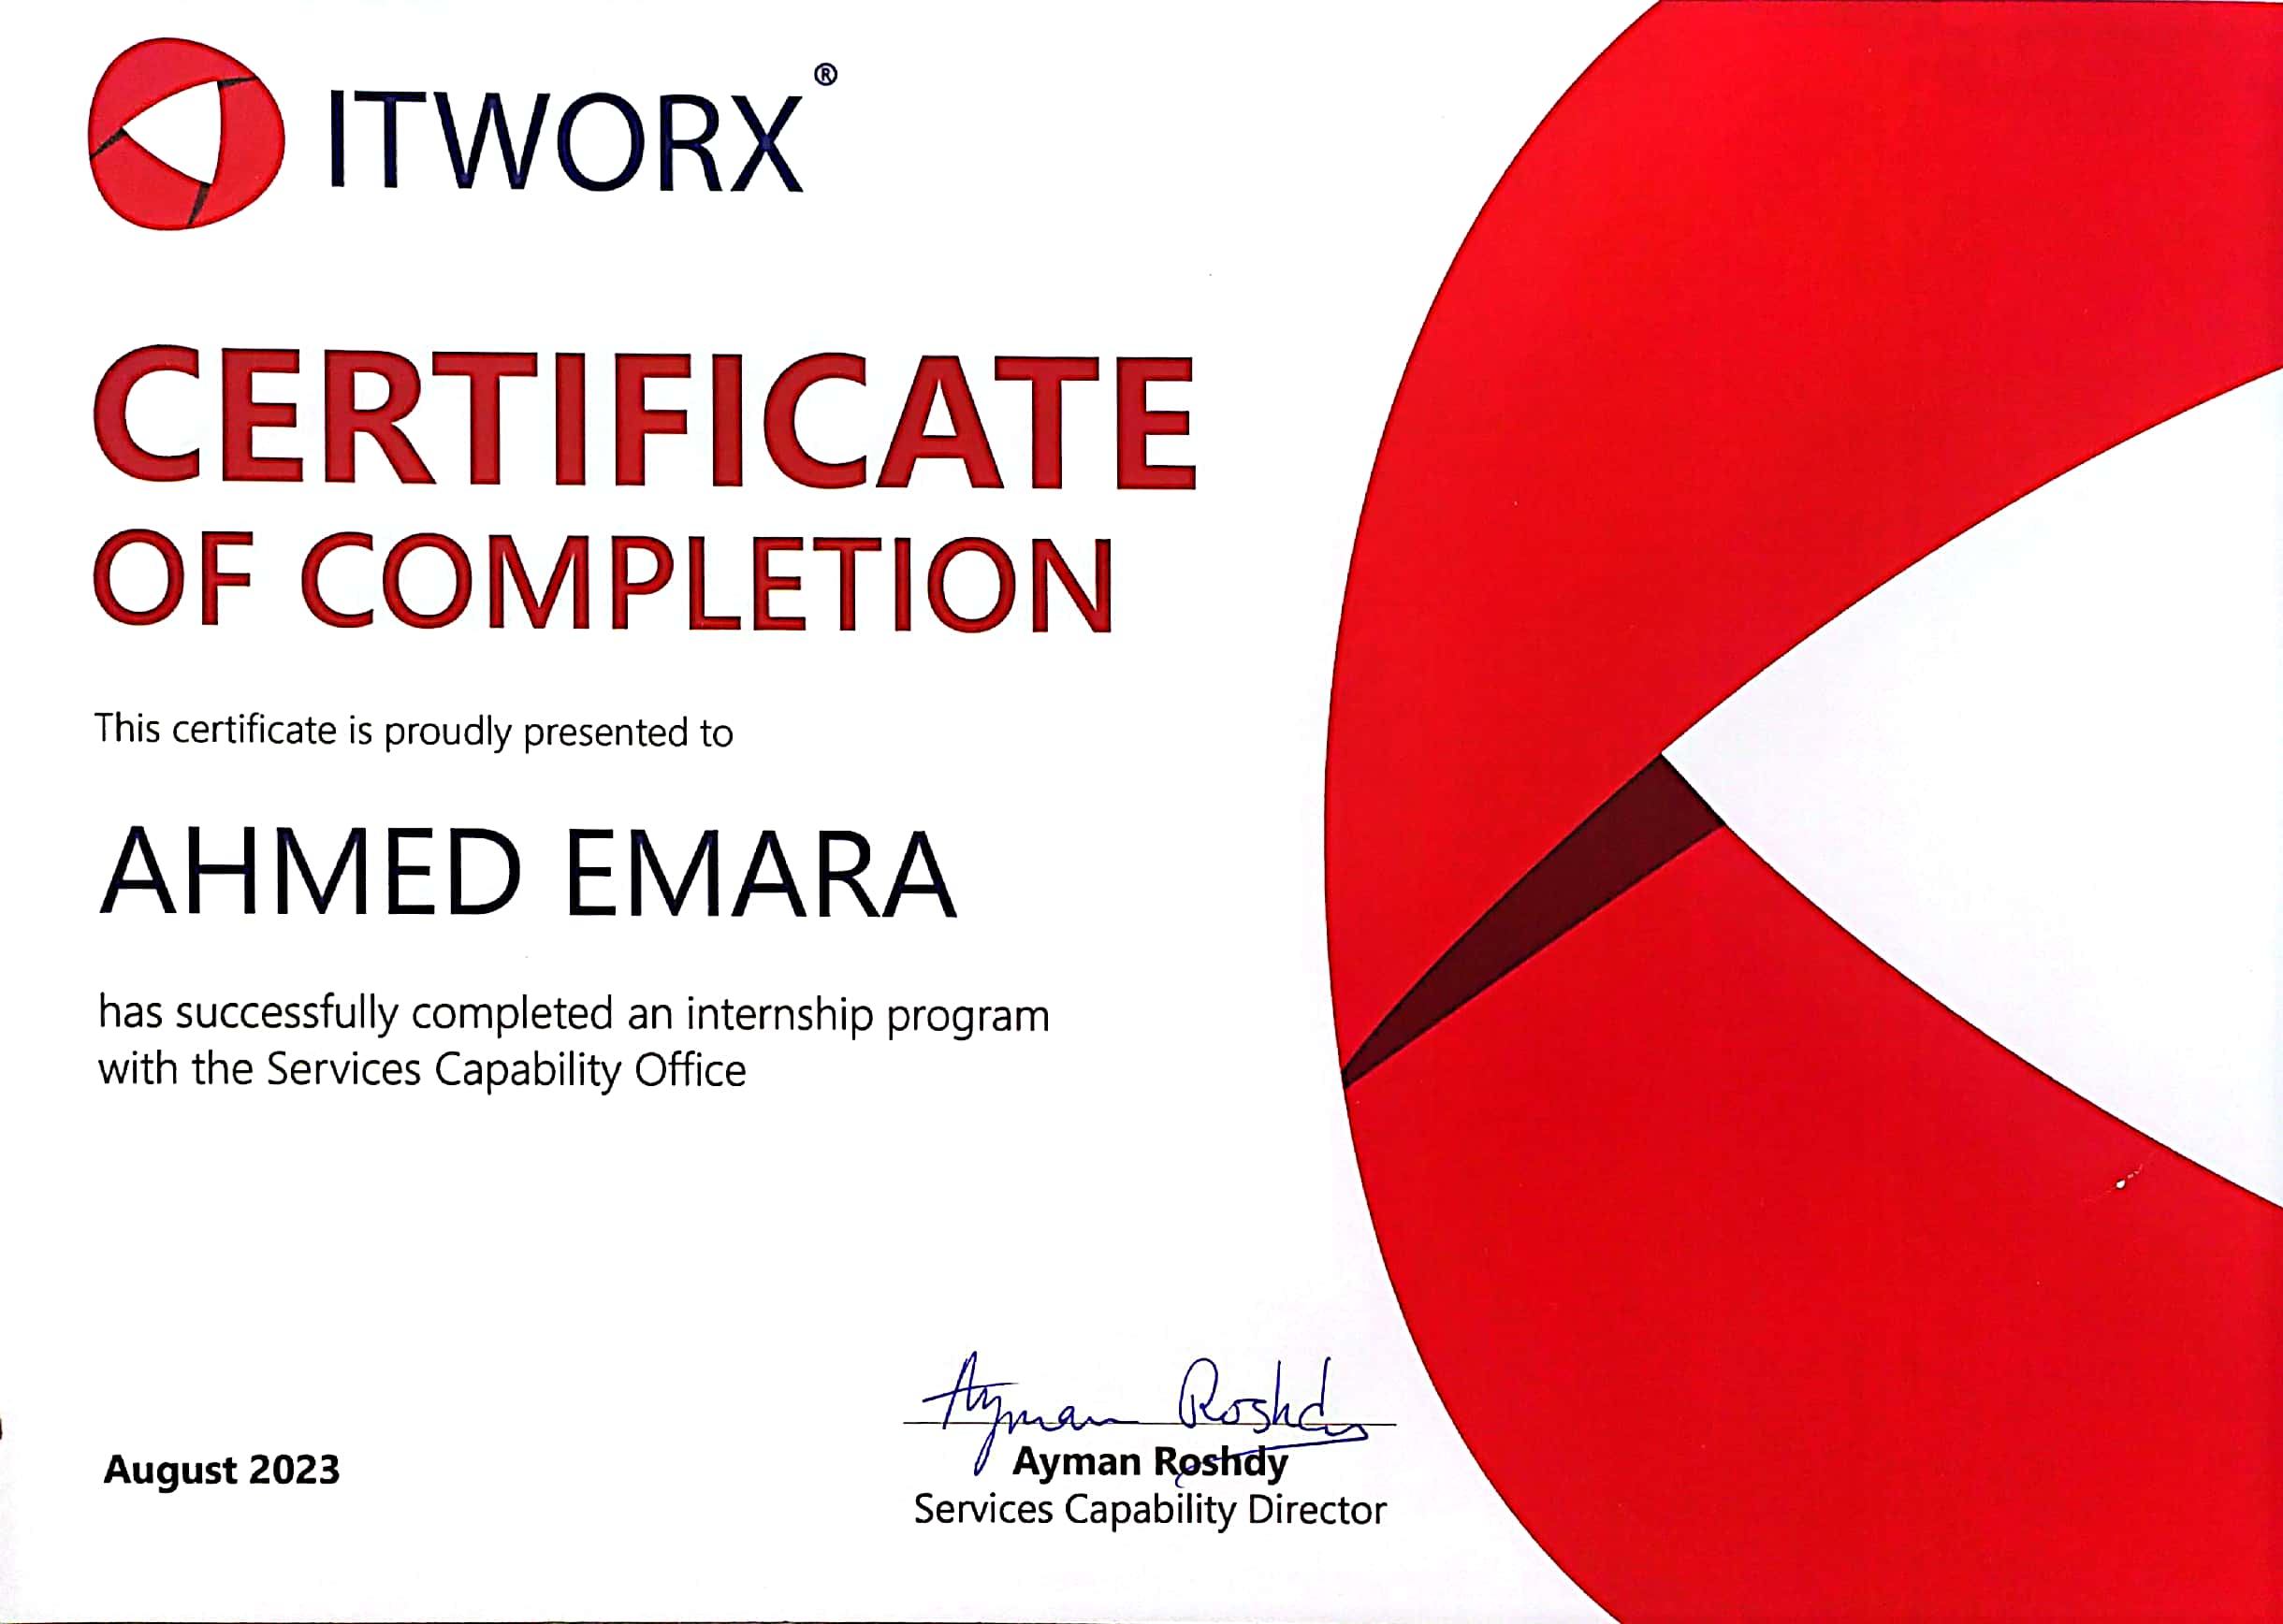 ITWORX®
CERTIFICATE
OF COMPLETION
This certificate is proudly presented to
AHMED EMARA
has successfully completed an internship program
with the Services Capability Office
Ayman Roshdy
Ayman Roshdy
August 2023
Services Capability Director